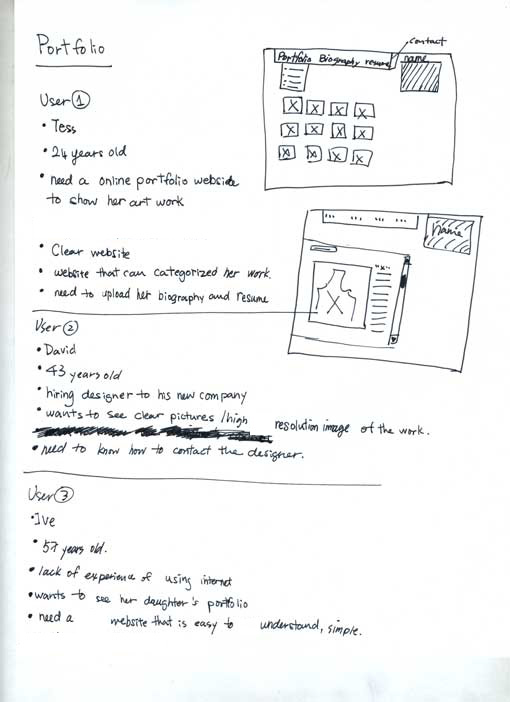 Portfolio
contact
Portfolio Biography resume
name
User ①
• Tess
• 24 years old
• need a online portfolio webside
to show her art work
name
"x"
• Clear website
• website that can categorized her work.
• need to upload her biography and resume
User ②
• David
• 43 years old
• hiring designer to his new company
• wants to see clear pictures /high resolution image of the work.
• need to know how to contact the designer.
User ③
• Ive
• 57 years old.
• lack of experience of using internet
• wants to see her daughter's portfolio
• need a website that is easy to understand, simple.